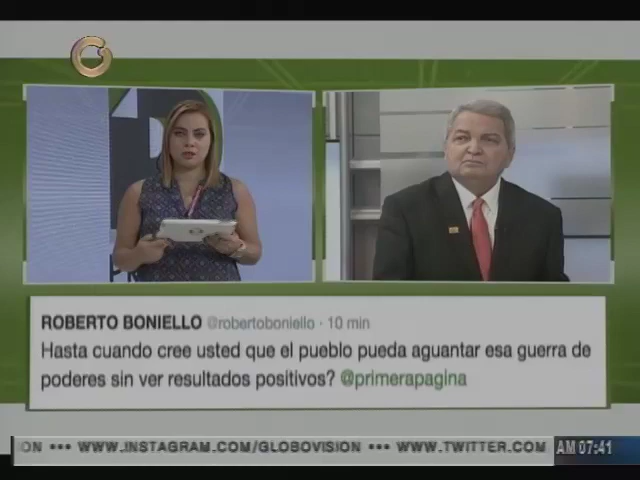 ROBERTO BONIELLO @robertoboniello · 10 min
Hasta cuando cree usted que el pueblo pueda aguantar esa guerra de
poderes sin ver resultados positivos? @primerapagina
ON ••• WWW.INSTAGRAM.COM/GLOBOVISION ••• WWW.TWITTER.COM AM 07:41